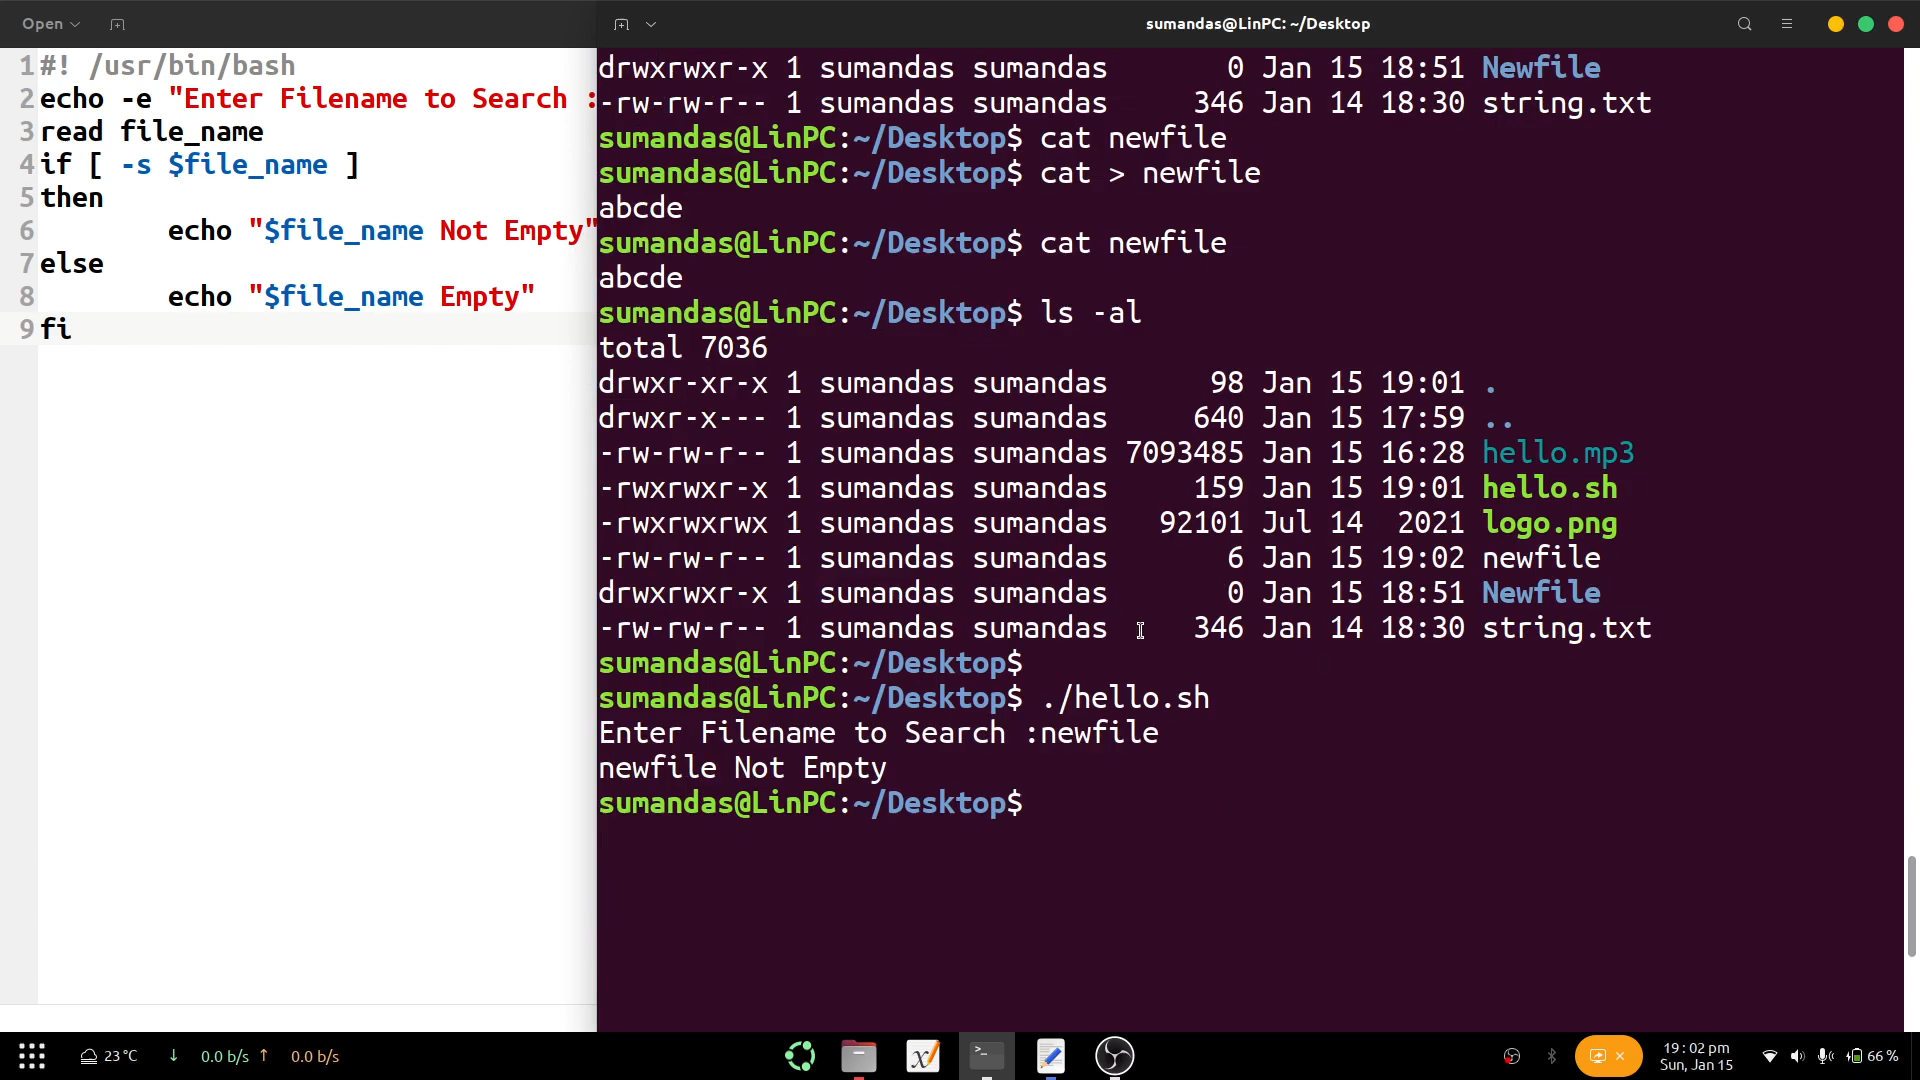 Open
sumandas@LinPC: ~/Desktop
1 #! /usr/bin/bash
2 echo -e "Enter Filename to Search :
3 read file_name
4 if [ -s $file_name ]
5 then
6 echo "$file_name Not Empty"
7 else
8 echo "$file_name Empty"
9 fi
drwxrwxr-x 1 sumandas sumandas 0 Jan 15 18:51 Newfile
-rw-rw-r-- 1 sumandas sumandas 346 Jan 14 18:30 string.txt
sumandas@LinPC:~/Desktop$ cat newfile
sumandas@LinPC:~/Desktop$ cat > newfile
abcde
sumandas@LinPC:~/Desktop$ cat newfile
abcde
sumandas@LinPC:~/Desktop$ ls -al
total 7036
drwxr-xr-x 1 sumandas sumandas 98 Jan 15 19:01 .
drwxr-x--- 1 sumandas sumandas 640 Jan 15 17:59 ..
-rw-rw-r-- 1 sumandas sumandas 7093485 Jan 15 16:28 hello.mp3
-rwxrwxr-x 1 sumandas sumandas 159 Jan 15 19:01 hello.sh
-rwxrwxrwx 1 sumandas sumandas 92101 Jul 14 2021 logo.png
-rw-rw-r-- 1 sumandas sumandas 6 Jan 15 19:02 newfile
drwxrwxr-x 1 sumandas sumandas 0 Jan 15 18:51 Newfile
-rw-rw-r-- 1 sumandas sumandas 346 Jan 14 18:30 string.txt
sumandas@LinPC:~/Desktop$
sumandas@LinPC:~/Desktop$ ./hello.sh
Enter Filename to Search :newfile
newfile Not Empty
sumandas@LinPC:~/Desktop$
23°C ↓ 0.0 b/s ↑ 0.0 b/s
19:02 pm
Sun, Jan 15
66 %